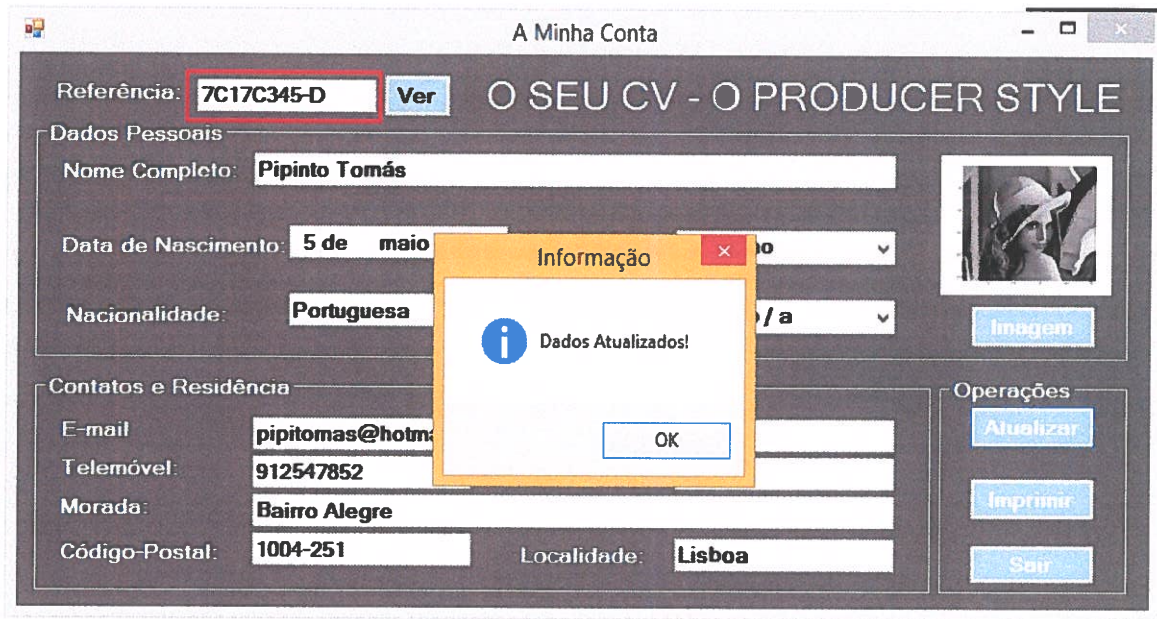 A Minha Conta
Referência: 7C17C345-D Ver O SEU CV - O PRODUCER STYLE
Dados Pessoais
Nome Completo: Pipinto Tomás
Data de Nascimento: 5 de maio
Informação
Nacionalidade: Portuguesa
/ a
Imagem
Dados Atualizados!
OK
Contatos e Residência
E-mail pipitomas@hotma
Telemóvel: 912547852
Morada: Bairro Alegre
Código-Postal: 1004-251 Localidade: Lisboa
Operações
Atualizar
Imprimir
Sair